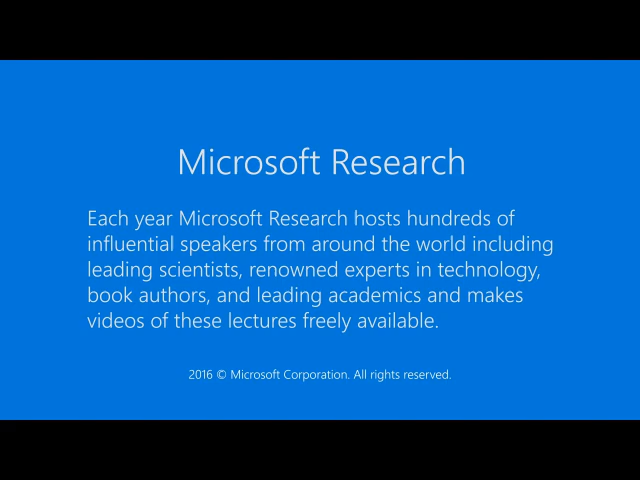 Microsoft Research
Each year Microsoft Research hosts hundreds of
influential speakers from around the world including
leading scientists, renowned experts in technology,
book authors, and leading academics and makes
videos of these lectures freely available.
2016 © Microsoft Corporation. All rights reserved.